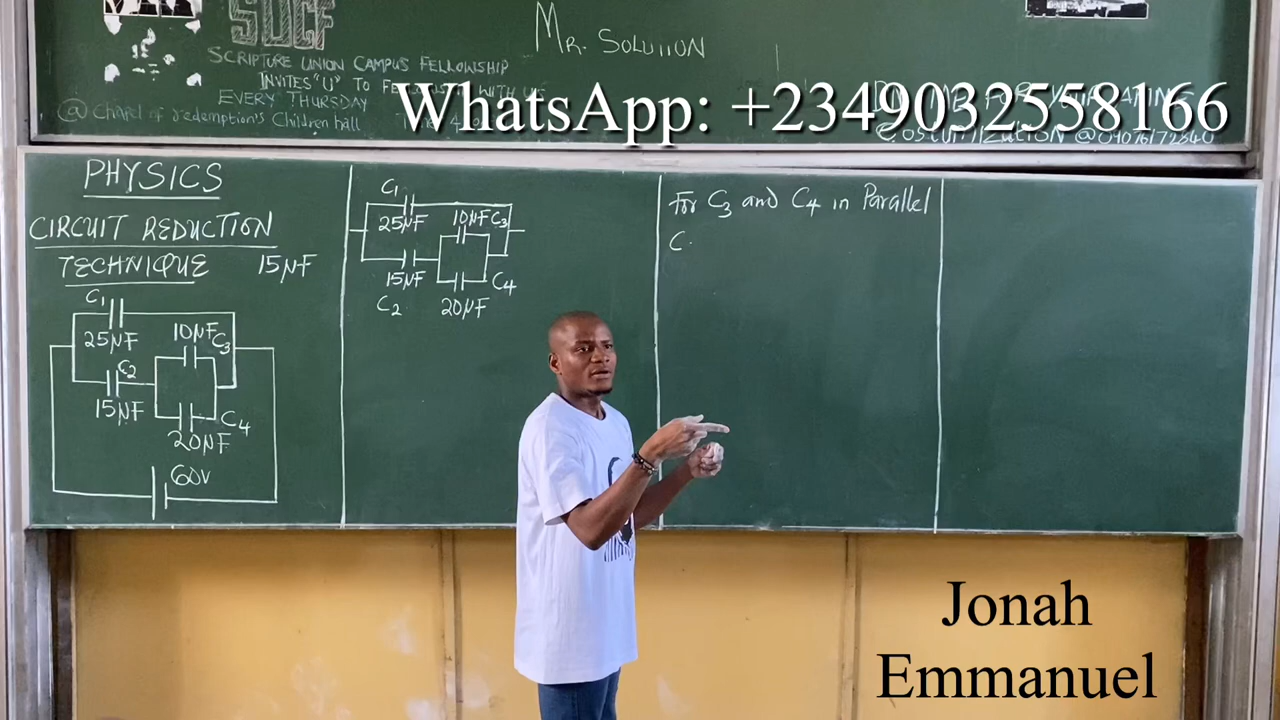 SUCF
MR. SOLUTION
SCRIPTURE UNION CAMPUS FELLOWSHIP
INVITES "U" TO
EVERY THURSDAY
@ Chapel of redemption's Children hall
WhatsApp: +2349032558166
PHYSICS
CIRCUIT REDUCTION
TECHNIQUE 15μF
C₁
25μF
10μF C₃
C₂
15μF
C₄
20μF
60V
C₁
25μF
10μF C₃
15μF
C₄
C₂
20μF
For C₃ and C₄ in Parallel
C
Jonah
Emmanuel